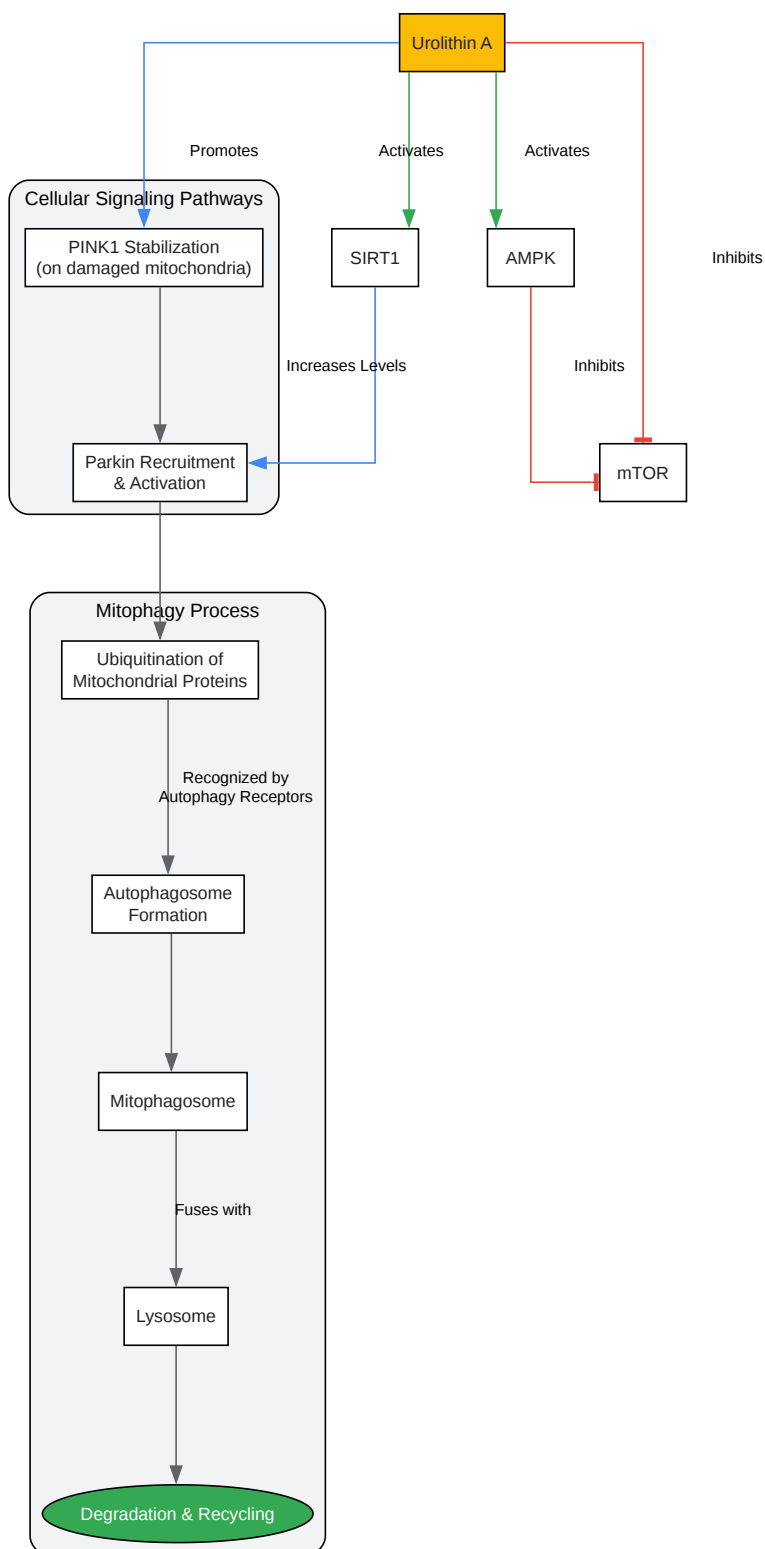 Urolithin A
Promotes
Activates
Activates
Cellular Signaling Pathways
PINK1 Stabilization
(on damaged mitochondria)
SIRT1
AMPK
Inhibits
Increases Levels
Inhibits
Parkin Recruitment
& Activation
mTOR
Mitophagy Process
Ubiquitination of
Mitochondrial Proteins
Recognized by
Autophagy Receptors
Autophagosome
Formation
Mitophagosome
Fuses with
Lysosome
Degradation & Recycling